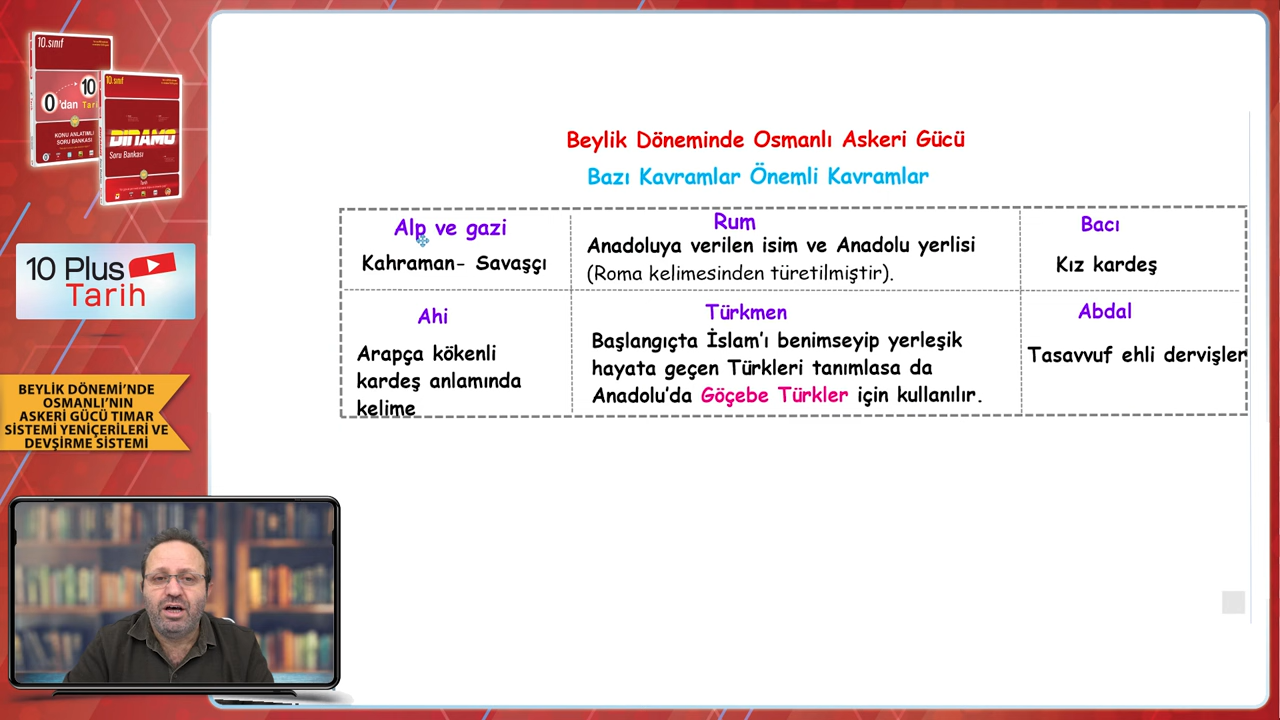 10.sınıf
0'dan 10
Tarih
KONU ANLATIMLI
SORU BANKASI
10.sınıf
DINAMO
Soru Bankası
Tarih
10 Plus
Tarih
BEYLİK DÖNEMİ’NDE
OSMANLI’NIN
ASKERİ GÜCÜ TIMAR
SİSTEMİ YENİÇERİLERİ VE
DEVŞİRME SİSTEMİ
Beylik Döneminde Osmanlı Askeri Gücü
Bazı Kavramlar Önemli Kavramlar
Alp ve gazi
Kahraman- Savaşçı
Rum
Anadoluya verilen isim ve Anadolu yerlisi
(Roma kelimesinden türetilmiştir).
Bacı
Kız kardeş
Ahi
Arapça kökenli
kardeş anlamında
kelime
Türkmen
Başlangıçta İslam’ı benimseyip yerleşik
hayata geçen Türkleri tanımlasa da
Anadolu’da Göçebe Türkler için kullanılır.
Abdal
Tasavvuf ehli dervişler